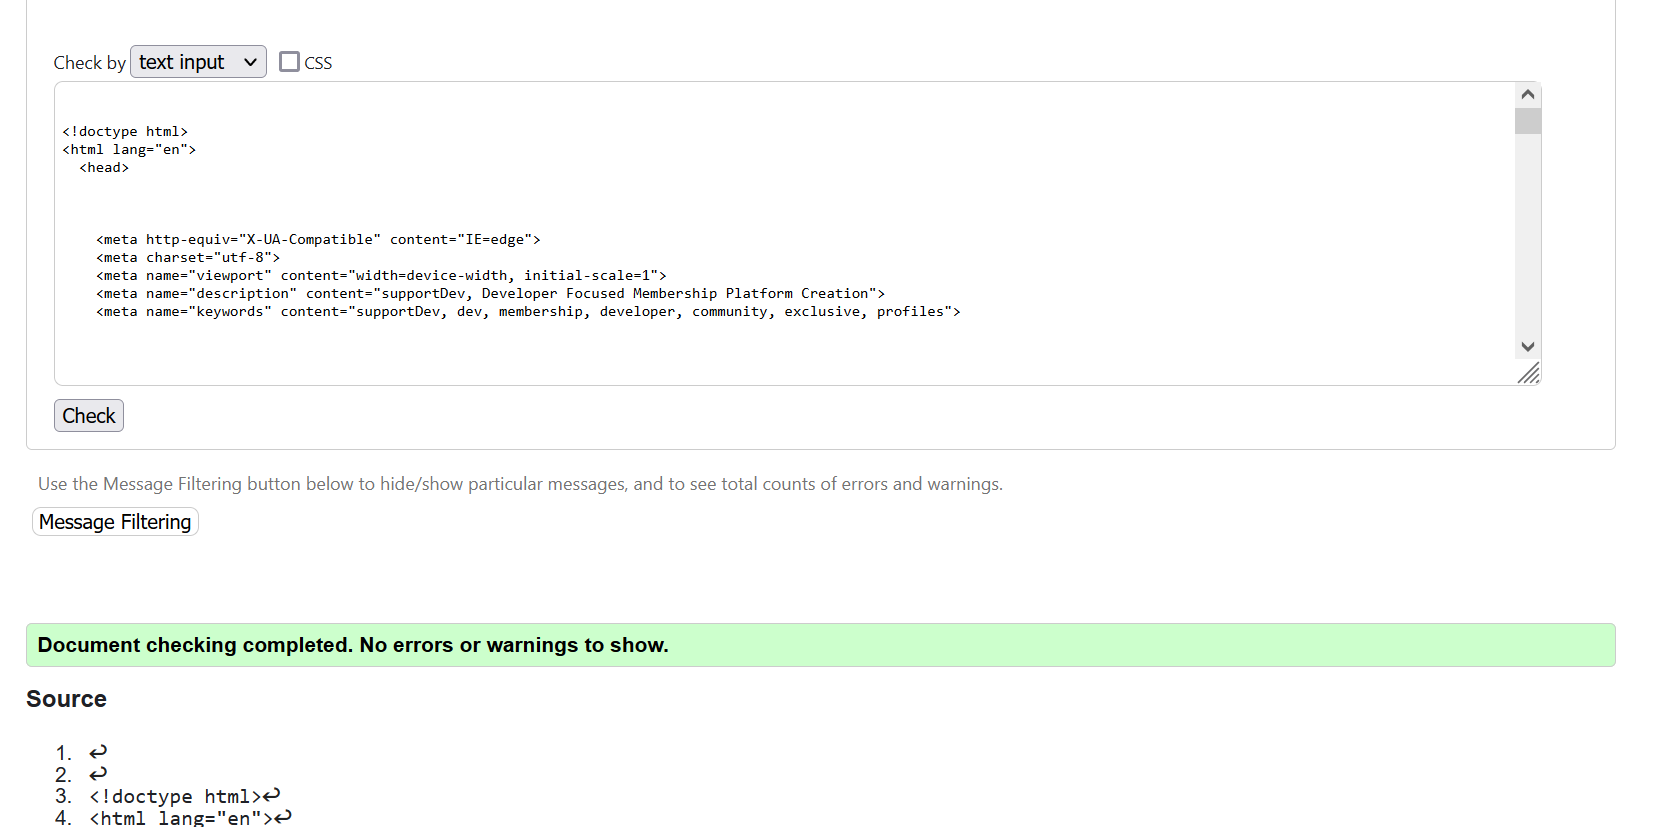 Check by text input CSS
<!doctype html>
<html lang="en">
<head>
<meta http-equiv="X-UA-Compatible" content="IE=edge">
<meta charset="utf-8">
<meta name="viewport" content="width=device-width, initial-scale=1">
<meta name="description" content="supportDev, Developer Focused Membership Platform Creation">
<meta name="keywords" content="supportDev, dev, membership, developer, community, exclusive, profiles">
Check
Use the Message Filtering button below to hide/show particular messages, and to see total counts of errors and warnings.
Message Filtering
Document checking completed. No errors or warnings to show.
Source
1. ↩
2. ↩
3. <!doctype html>↩
4. <html lang="en">↩